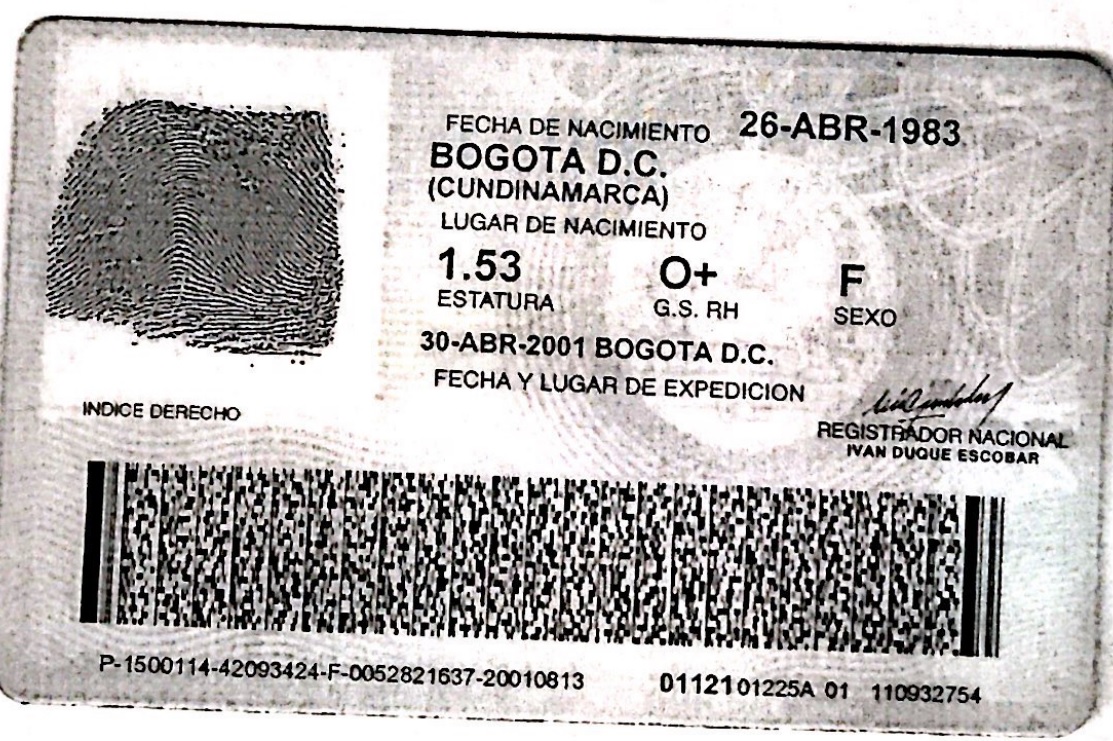 FECHA DE NACIMIENTO 26-ABR-1983
BOGOTA D.C.
(CUNDINAMARCA)
LUGAR DE NACIMIENTO
1.53 O+ F
ESTATURA G.S. RH SEXO
30-ABR-2001 BOGOTA D.C.
FECHA Y LUGAR DE EXPEDICION
INDICE DERECHO
REGISTRADOR NACIONAL
IVAN DUQUE ESCOBAR
P-1500114-42093424-F-0052821637-20010813 0112101225A 01 110932754